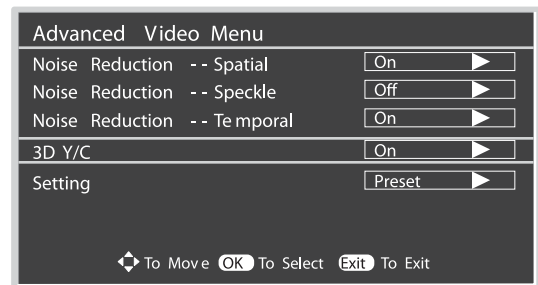 Advanced Video Menu
Noise Reduction -- Spatial On
Noise Reduction -- Speckle Off
Noise Reduction -- Temporal On
3D Y/C On
Setting Preset
To Move OK To Select Exit To Exit